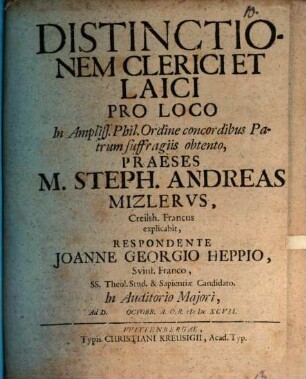 DISTINCTIO-
NEM CLERICI ET
LAICI
PRO LOCO
In Ampliss. Phil. Ordine concordibus Pa-
trum suffragiis obtento,
PRAESES
M. STEPH. ANDREAS
MIZLERVS,
Creilsh. Francus
explicabit,
RESPONDENTE
JOANNE GEORGIO HEPPIO,
Svinf. Franco,
SS. Theol. Stud. & Sapientiæ Candidato.
In Auditorio Majori,
Ad D. OCTOBR. A. O. R. XCVII.
VVITTENBERGAE,
Typis CHRISTIANI KREUSIGII, Acad. Typ.